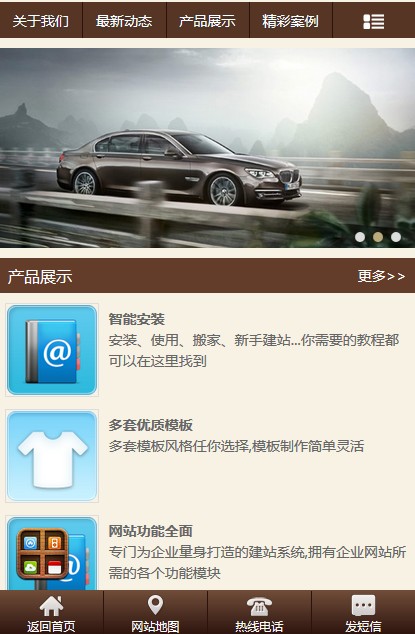 关于我们
最新动态
产品展示
精彩案例
产品展示
更多>>
智能安装
安装、使用、搬家、新手建站...你需要的教程都
可以在这里找到
多套优质模板
多套模板风格任你选择,模板制作简单灵活
网站功能全面
专门为企业量身打造的建站系统,拥有企业网站所
需的各个功能模块
返回首页
网站地图
热线电话
发短信